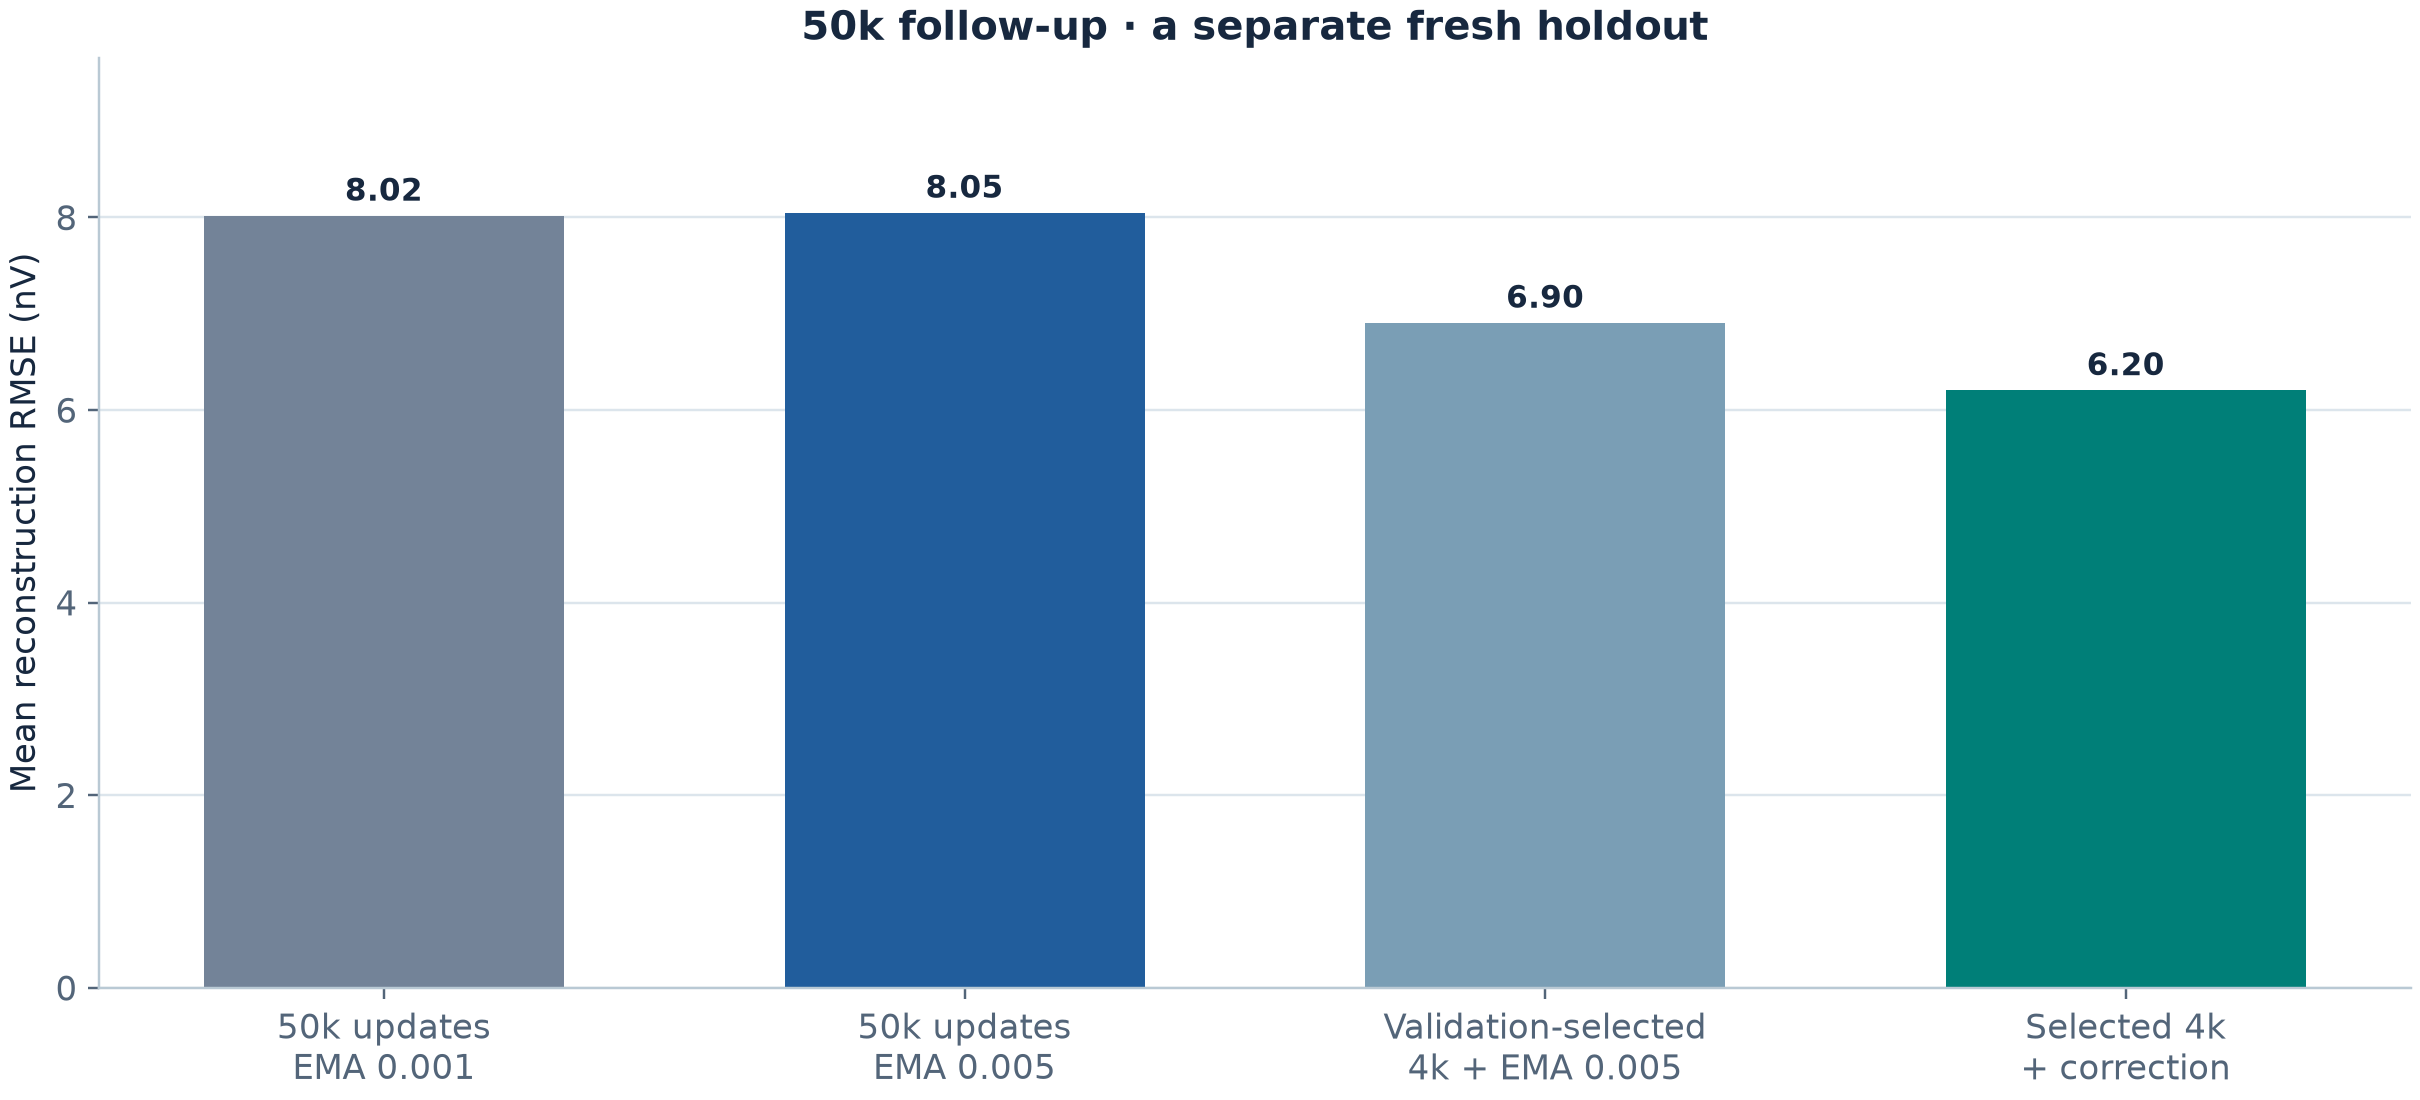 50k follow-up · a separate fresh holdout
Mean reconstruction RMSE (nV)
8
6
4
2
0
8.02
8.05
6.90
6.20
50k updates
EMA 0.001
50k updates
EMA 0.005
Validation-selected
4k + EMA 0.005
Selected 4k
+ correction